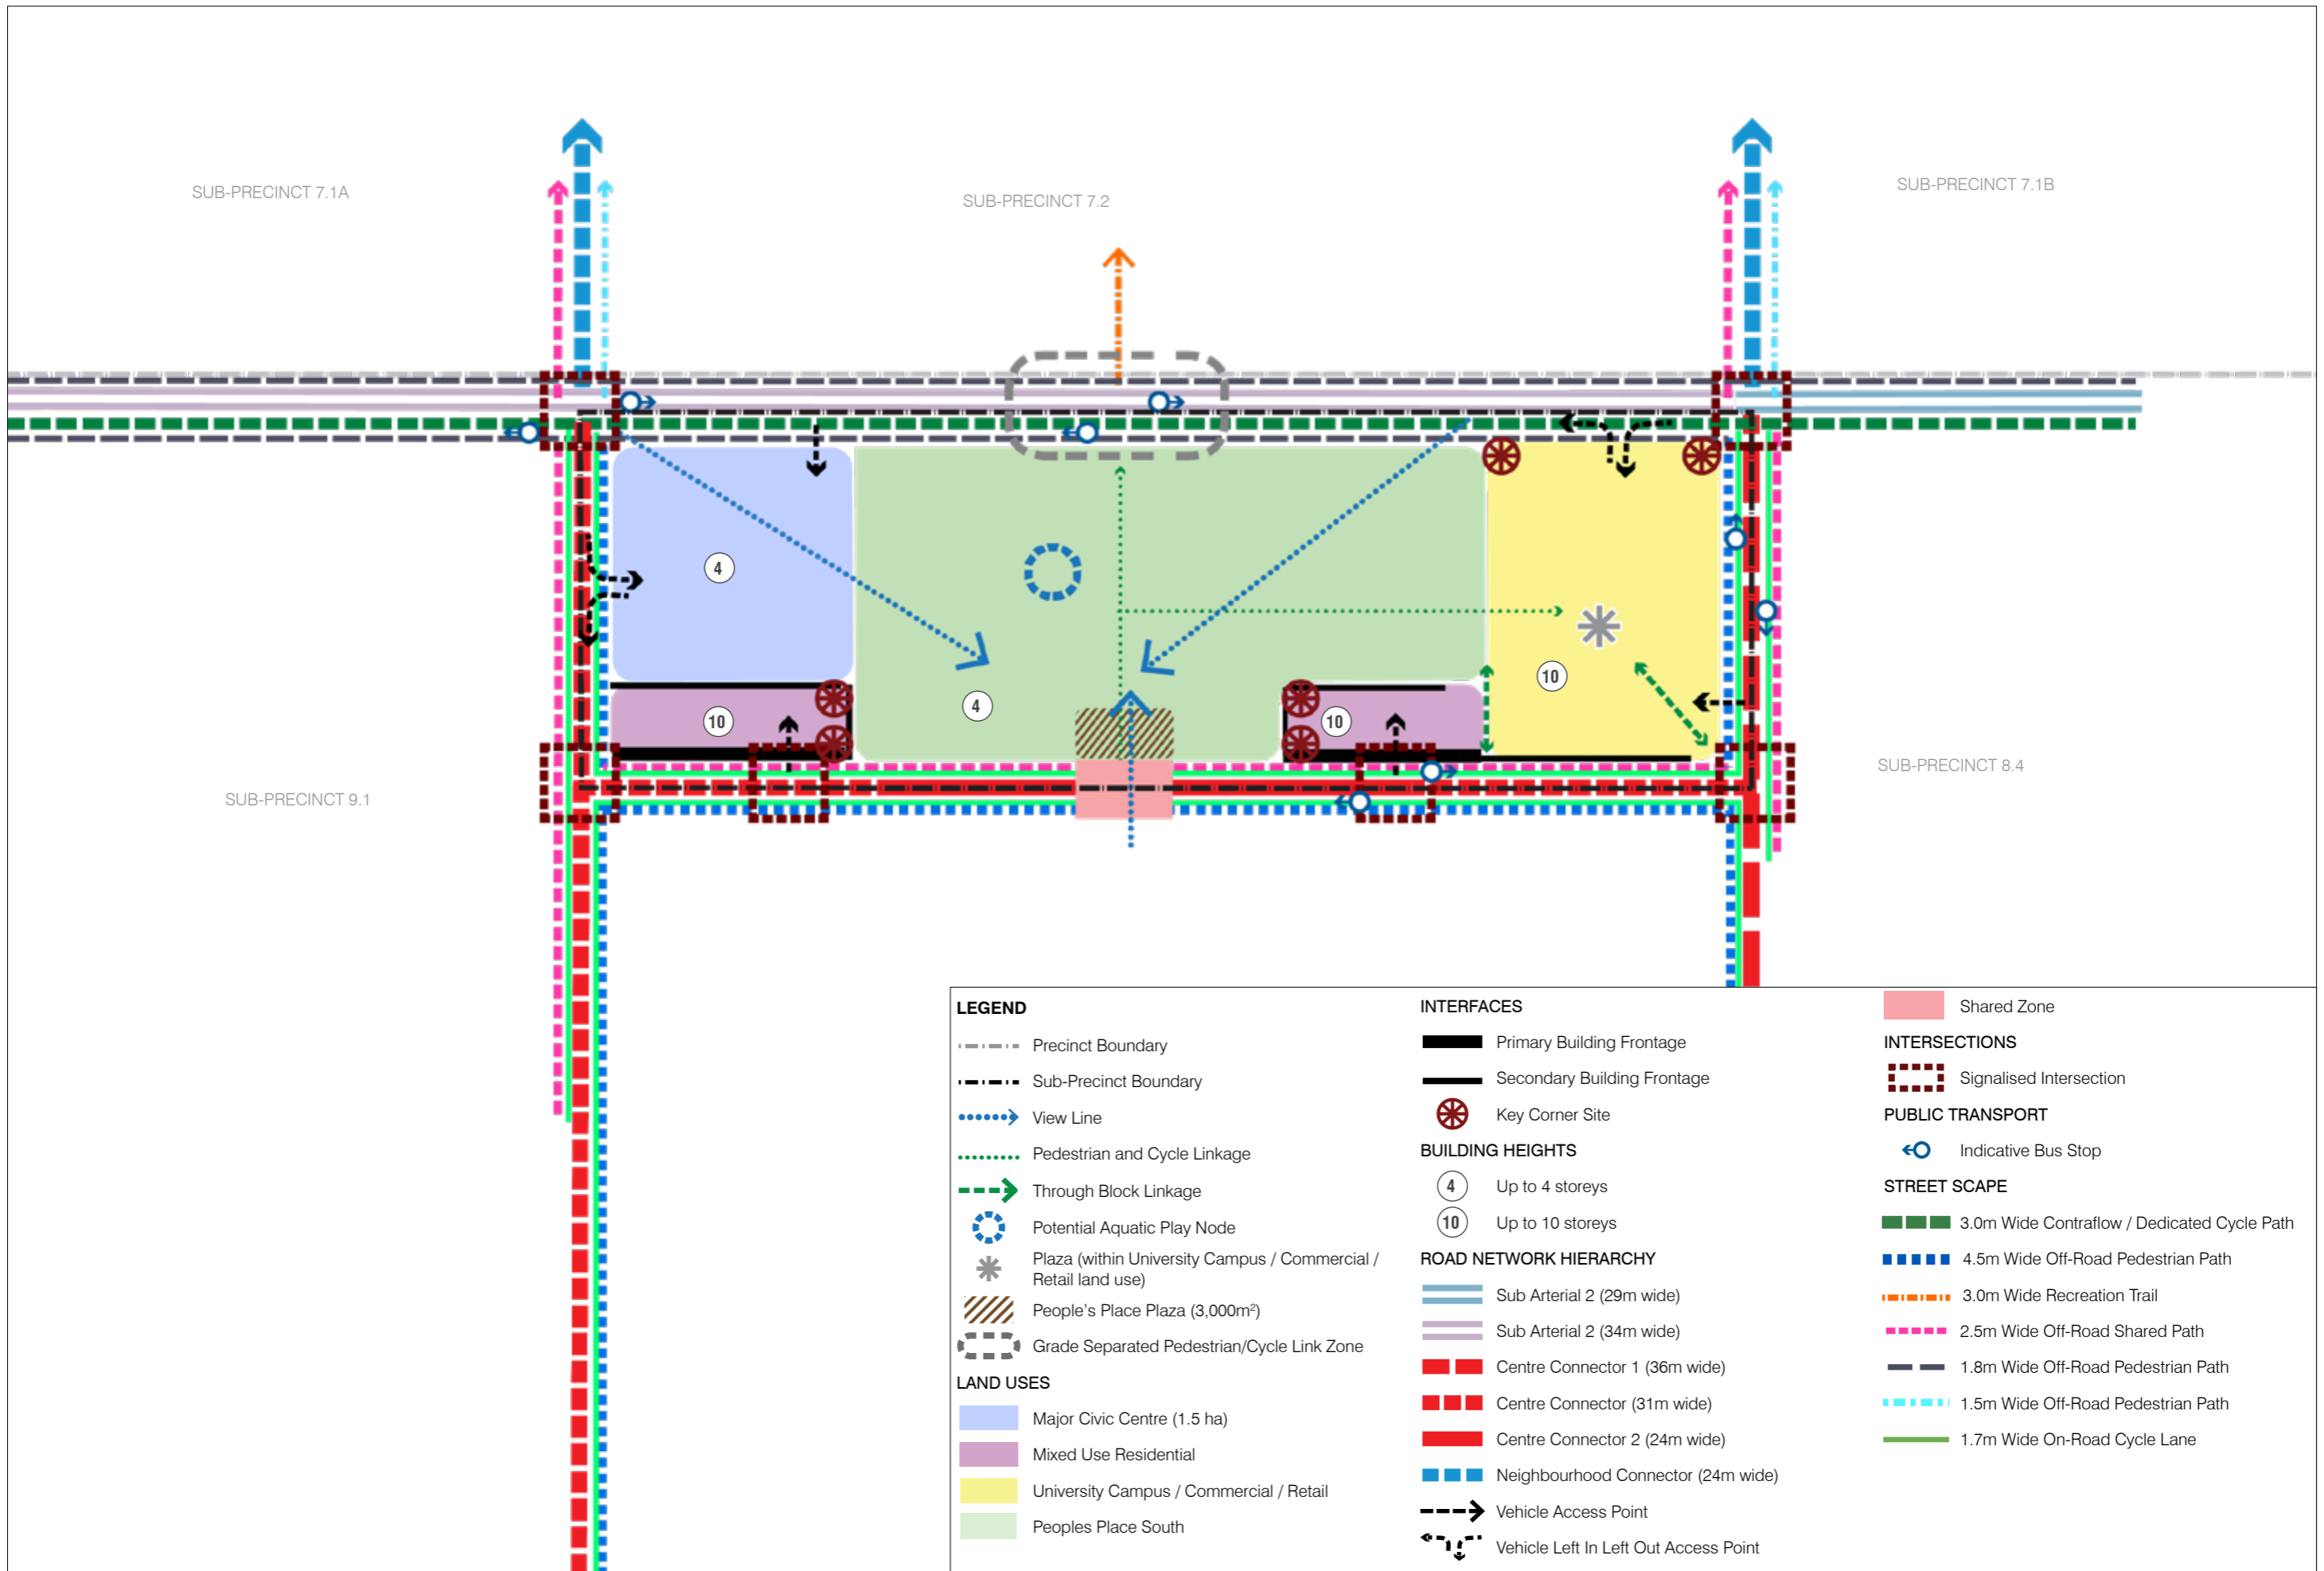 SUB-PRECINCT 7.1A
SUB-PRECINCT 7.2
SUB-PRECINCT 7.1B
4
4
10
10
10
10
SUB-PRECINCT 9.1
SUB-PRECINCT 8.4
LEGEND
Precinct Boundary
Sub-Precinct Boundary
View Line
Pedestrian and Cycle Linkage
Through Block Linkage
Potential Aquatic Play Node
Plaza (within University Campus / Commercial /
Retail land use)
People's Place Plaza (3,000m²)
Grade Separated Pedestrian/Cycle Link Zone
LAND USES
Major Civic Centre (1.5 ha)
Mixed Use Residential
University Campus / Commercial / Retail
Peoples Place South
INTERFACES
Primary Building Frontage
Secondary Building Frontage
Key Corner Site
BUILDING HEIGHTS
4 Up to 4 storeys
10 Up to 10 storeys
ROAD NETWORK HIERARCHY
Sub Arterial 2 (29m wide)
Sub Arterial 2 (34m wide)
Centre Connector 1 (36m wide)
Centre Connector (31m wide)
Centre Connector 2 (24m wide)
Neighbourhood Connector (24m wide)
Vehicle Access Point
Vehicle Left In Left Out Access Point
Shared Zone
INTERSECTIONS
Signalised Intersection
PUBLIC TRANSPORT
Indicative Bus Stop
STREET SCAPE
3.0m Wide Contraflow / Dedicated Cycle Path
4.5m Wide Off-Road Pedestrian Path
3.0m Wide Recreation Trail
2.5m Wide Off-Road Shared Path
1.8m Wide Off-Road Pedestrian Path
1.5m Wide Off-Road Pedestrian Path
1.7m Wide On-Road Cycle Lane